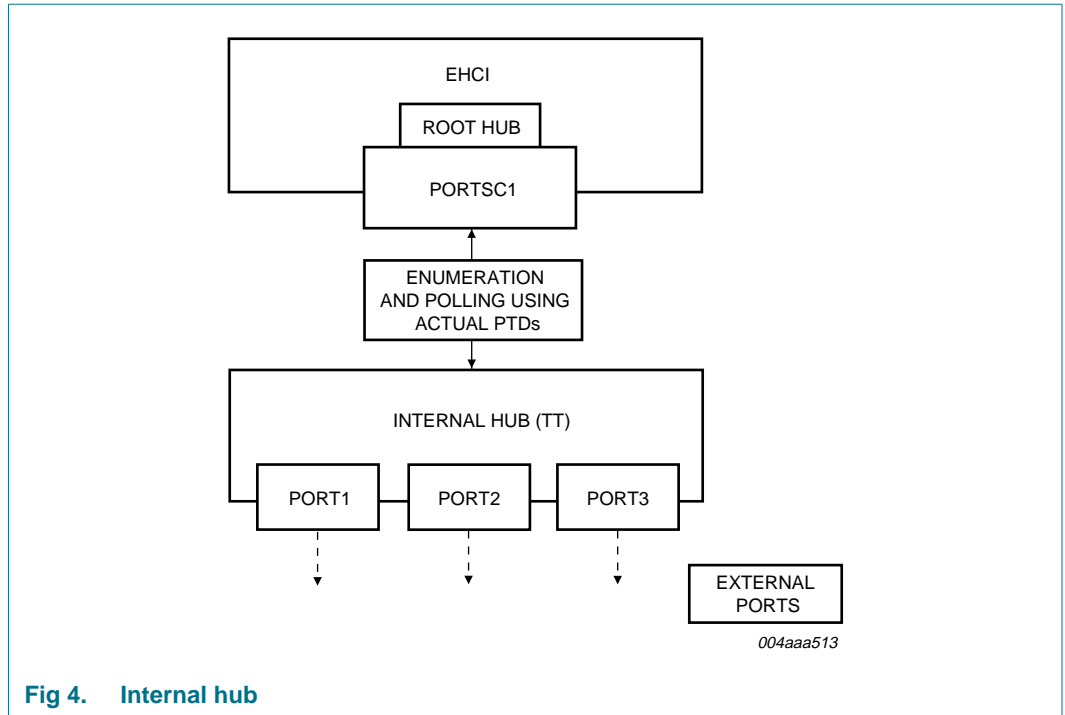 EHCI
ROOT HUB
PORTSC1
ENUMERATION
AND POLLING USING
ACTUAL PTDs
INTERNAL HUB (TT)
PORT1
PORT2
PORT3
EXTERNAL
PORTS
004aaa513
Fig 4. Internal hub